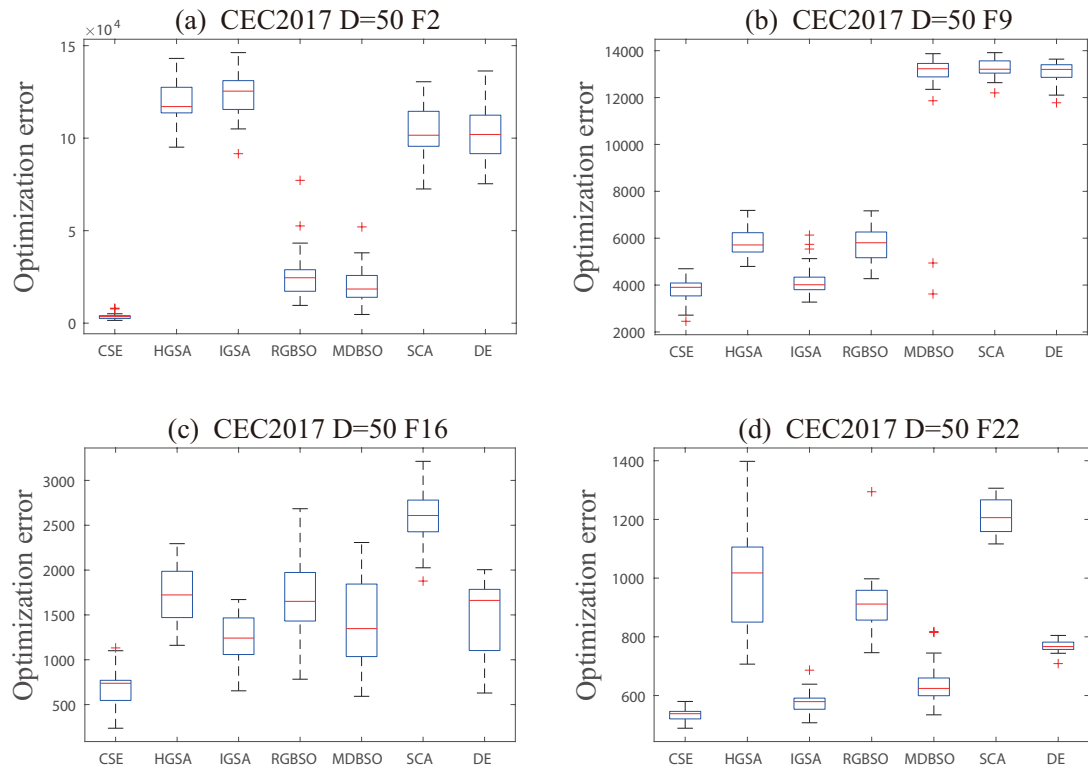 (a) CEC2017 D=50 F2
×10⁴
15
10
5
0
Optimization error
CSE HGSA IGSA RGBSO MDBSO SCA DE
(b) CEC2017 D=50 F9
14000
12000
10000
8000
6000
4000
2000
Optimization error
CSE HGSA IGSA RGBSO MDBSO SCA DE
(c) CEC2017 D=50 F16
3000
2500
2000
1500
1000
500
Optimization error
CSE HGSA IGSA RGBSO MDBSO SCA DE
(d) CEC2017 D=50 F22
1400
1200
1000
800
600
Optimization error
CSE HGSA IGSA RGBSO MDBSO SCA DE